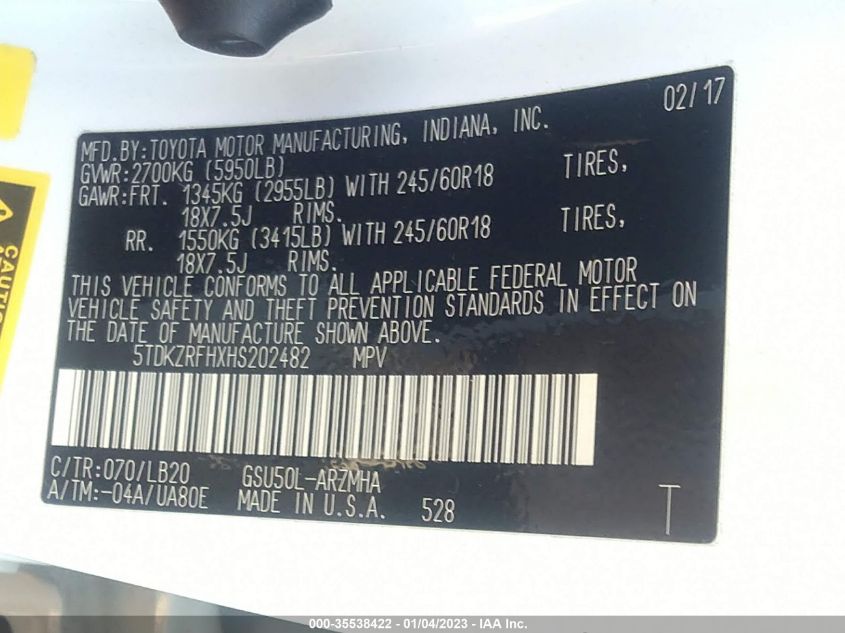 02/17
MFD.BY:TOYOTA MOTOR MANUFACTURING, INDIANA, INC.
GVWR:2700KG (5950LB)
GAWR:FRT. 1345KG (2955LB) WITH 245/60R18 TIRES,
18X7.5J RIMS.
RR. 1550KG (3415LB) WITH 245/60R18 TIRES,
18X7.5J RIMS.
THIS VEHICLE CONFORMS TO ALL APPLICABLE FEDERAL MOTOR
VEHICLE SAFETY AND THEFT PREVENTION STANDARDS IN EFFECT ON
THE DATE OF MANUFACTURE SHOWN ABOVE.
5TDKZRFHXHS202482 MPV
C/TR:070/LB20 GSU50L-ARZMHA
A/TM:-04A/UA80E MADE IN U.S.A. 528 T
CAUTION
000-35538422 - 01/04/2023 - IAA Inc.